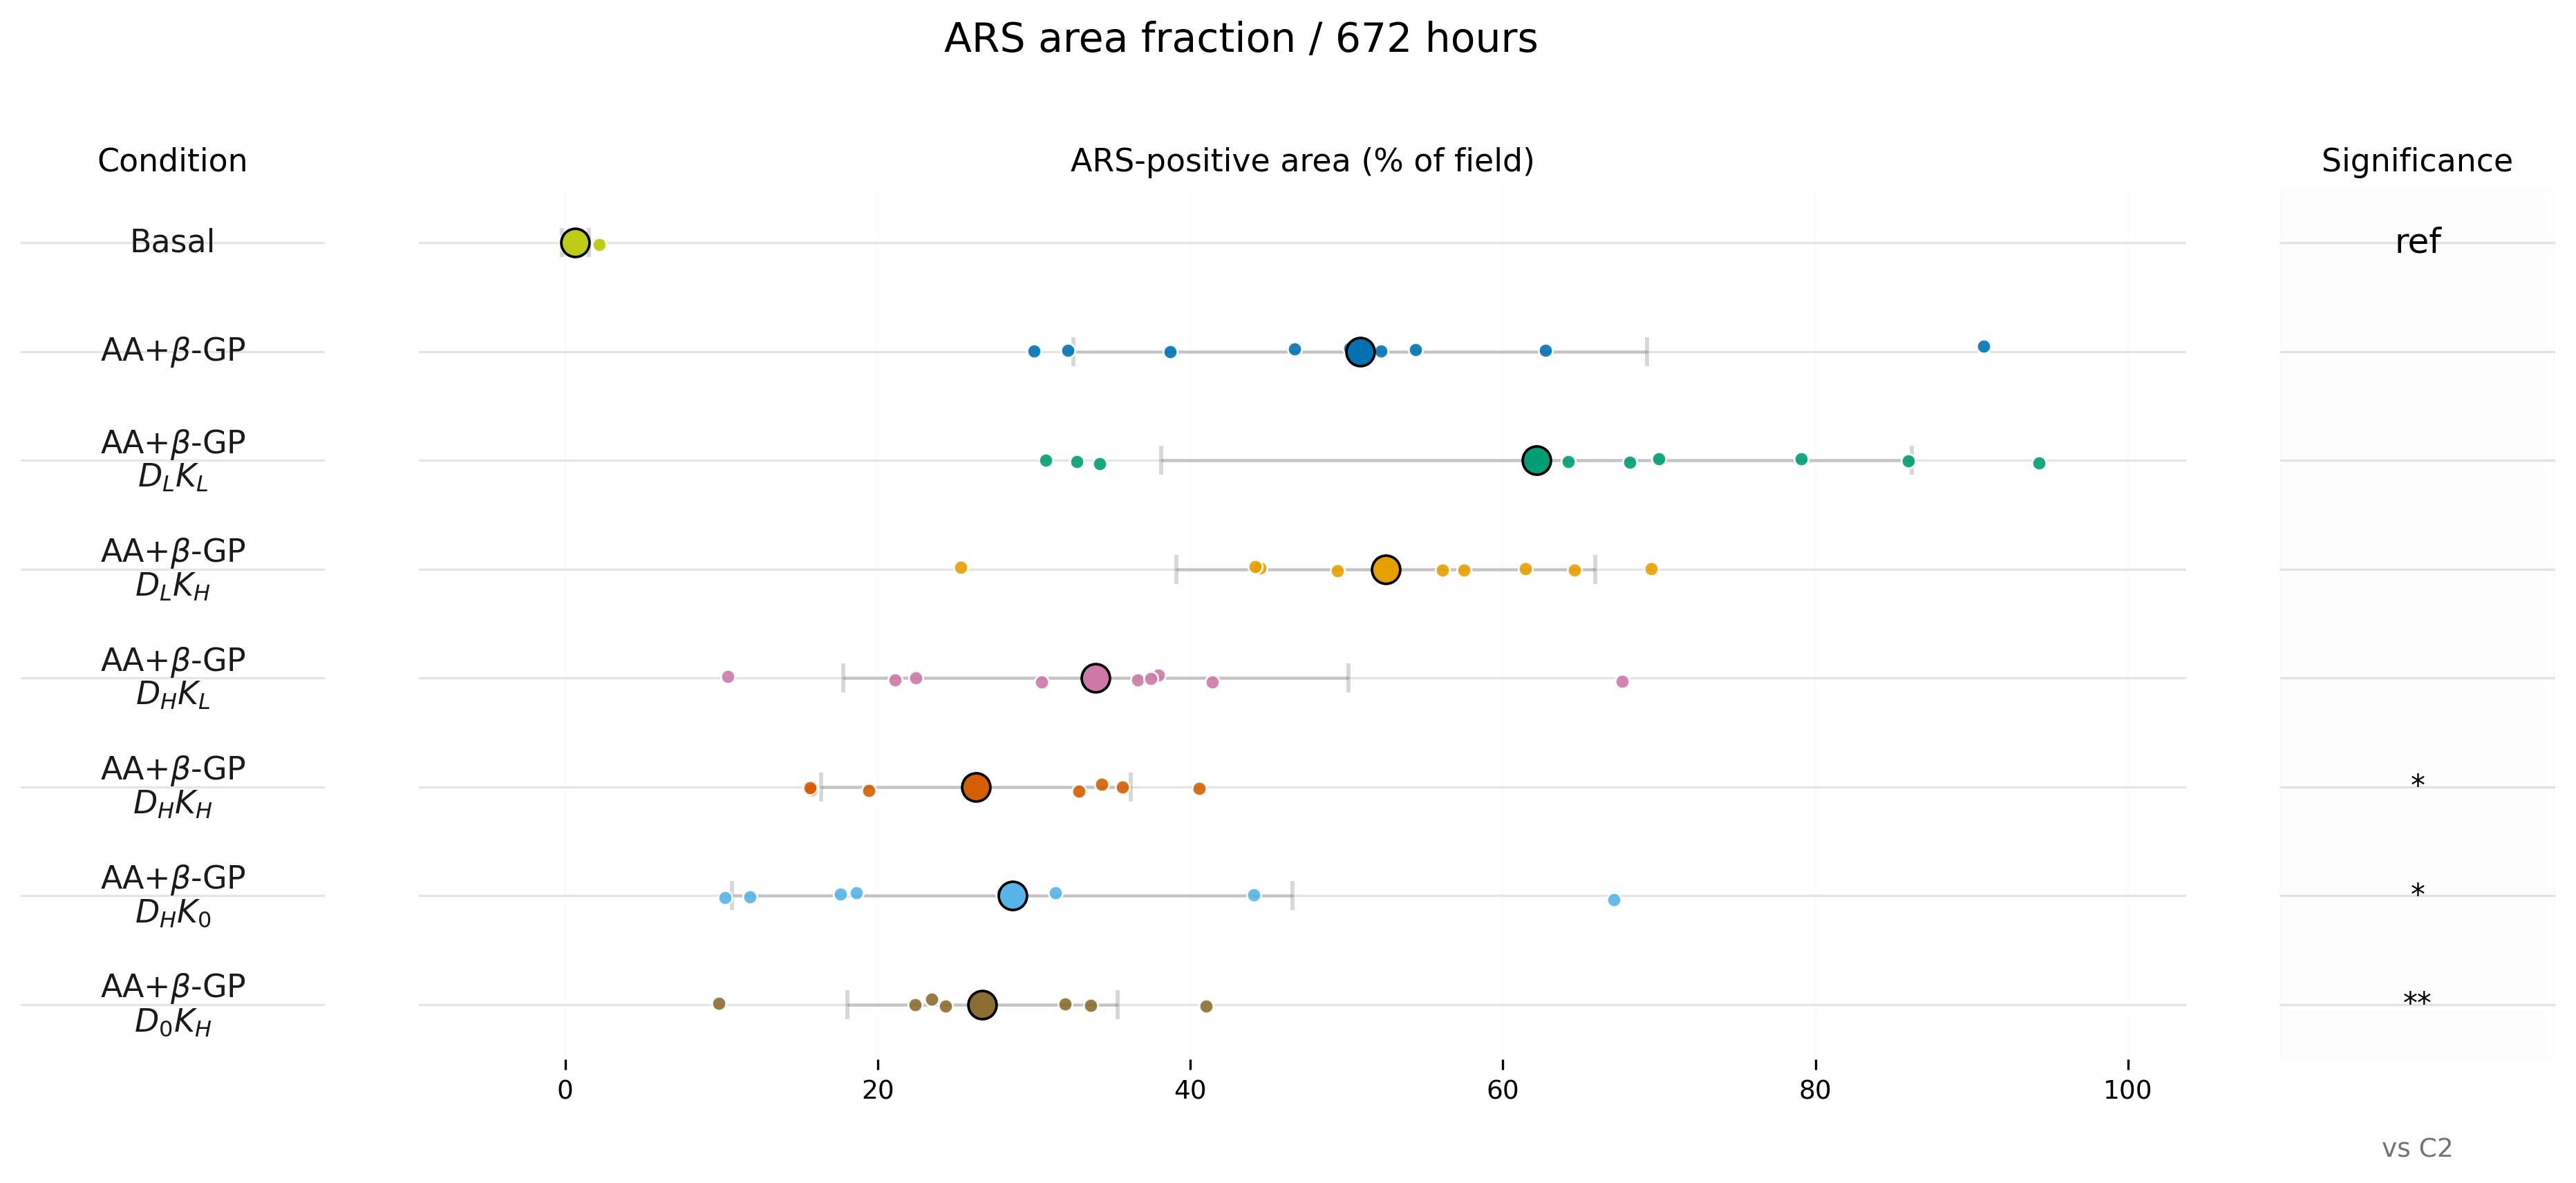 ARS area fraction / 672 hours
Condition
ARS-positive area (% of field)
Significance
Basal
ref
AA+β-GP
AA+β-GP
D_LK_L
AA+β-GP
D_LK_H
AA+β-GP
D_HK_L
AA+β-GP
D_HK_H
*
AA+β-GP
D_HK_0
*
AA+β-GP
D_0K_H
**
0 20 40 60 80 100
vs C2